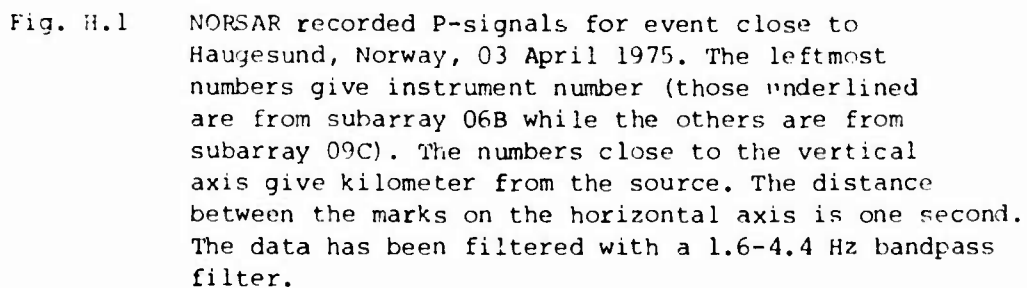 Fig. H.1 NORSAR recorded P-signals for event close to
Haugesund, Norway, 03 April 1975. The leftmost
numbers give instrument number (those underlined
are from subarray 06B while the others are from
subarray 09C). The numbers close to the vertical
axis give kilometer from the source. The distance
between the marks on the horizontal axis is one second.
The data has been filtered with a 1.6-4.4 Hz bandpass
filter.